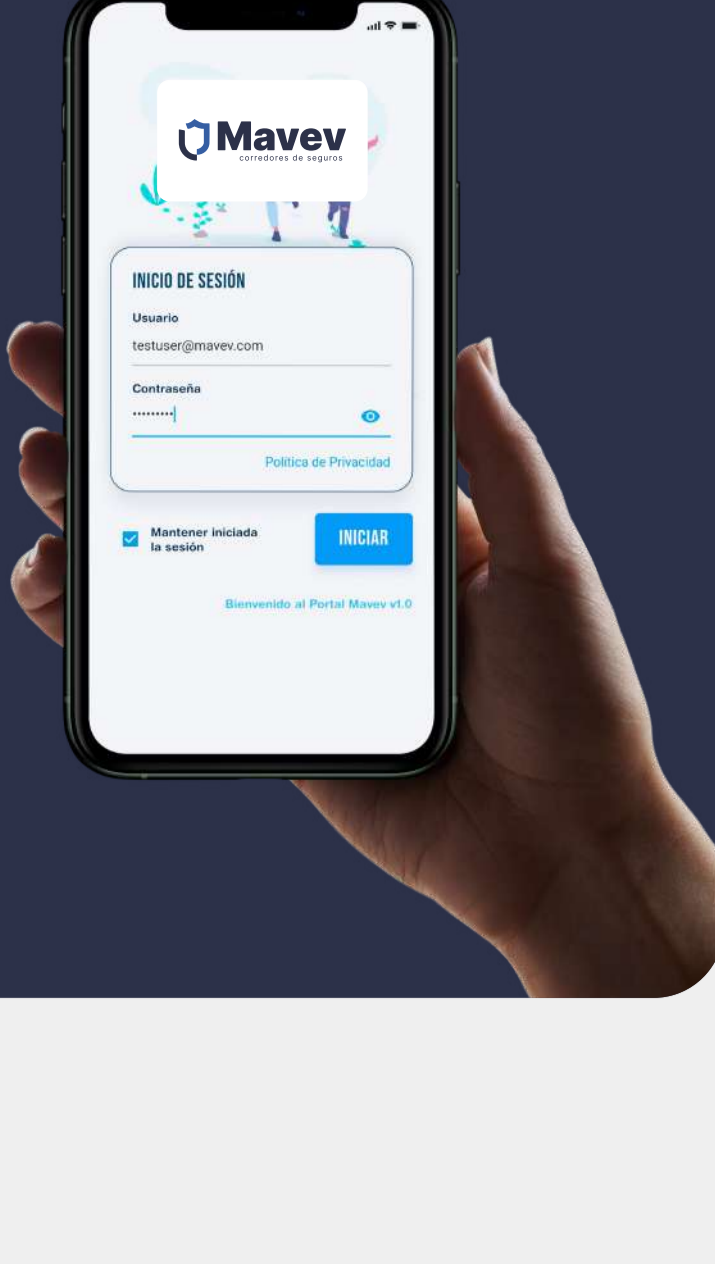 Mavev
corredores de seguros
INICIO DE SESIÓN
Usuario
testuser@mavev.com
Contraseña
•••••••••
Política de Privacidad
Mantener iniciada
la sesión
INICIAR
Bienvenido al Portal Mavev v1.0